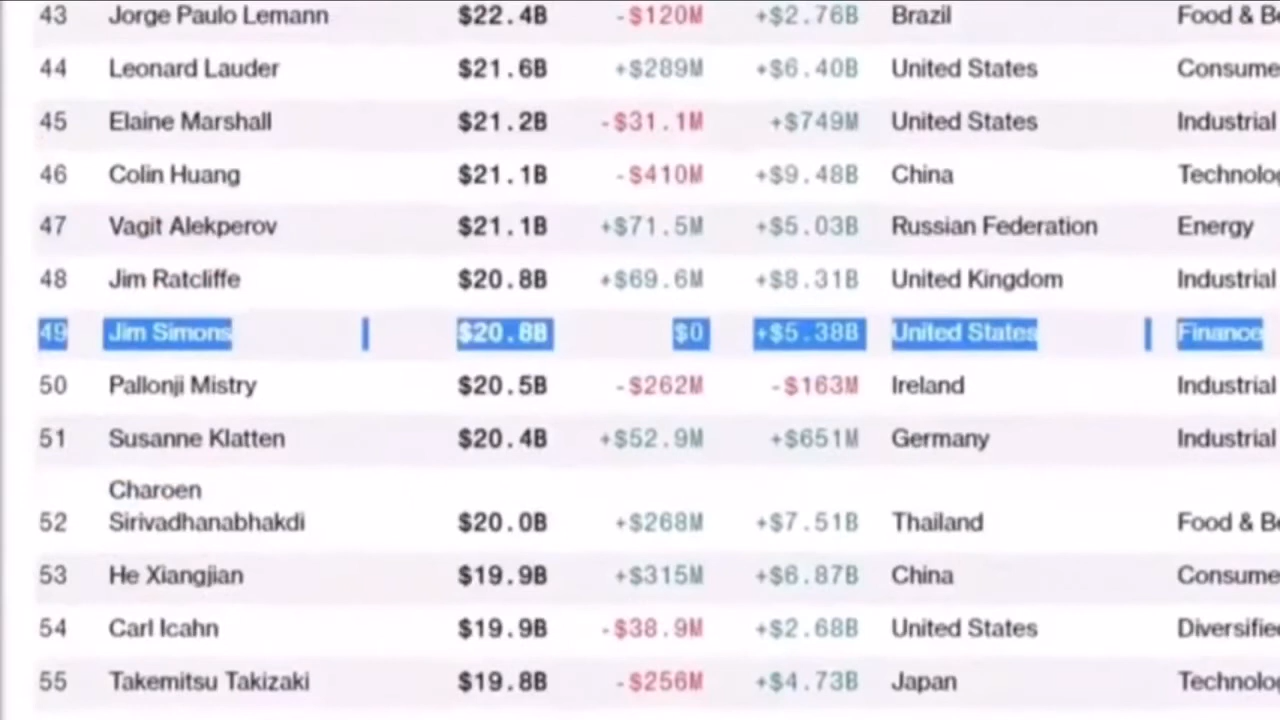 43 Jorge Paulo Lemann $22.4B -$120M +$2.76B Brazil Food & B
44 Leonard Lauder $21.6B +$289M +$6.40B United States Consume
45 Elaine Marshall $21.2B -$31.1M +$749M United States Industrial
46 Colin Huang $21.1B -$410M +$9.48B China Technolo
47 Vagit Alekperov $21.1B +$71.5M +$5.03B Russian Federation Energy
48 Jim Ratcliffe $20.8B +$69.6M +$8.31B United Kingdom Industrial
49 Jim Simons $20.8B $0 +$5.38B United States Finance
50 Pallonji Mistry $20.5B -$262M -$163M Ireland Industrial
51 Susanne Klatten $20.4B +$52.9M +$651M Germany Industrial
Charoen
52 Sirivadhanabhakdi $20.0B +$268M +$7.51B Thailand Food & B
53 He Xiangjian $19.9B +$315M +$6.87B China Consume
54 Carl Icahn $19.9B -$38.9M +$2.68B United States Diversifie
55 Takemitsu Takizaki $19.8B -$256M +$4.73B Japan Technolo